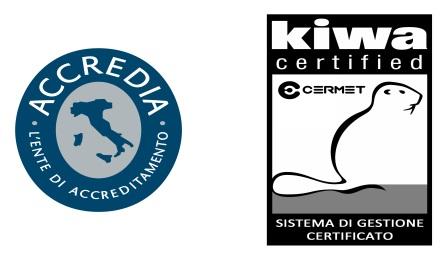 ACCREDIA
L'ENTE DI ACCREDITAMENTO
kiwa
certified
CERMET
SISTEMA DI GESTIONE
CERTIFICATO